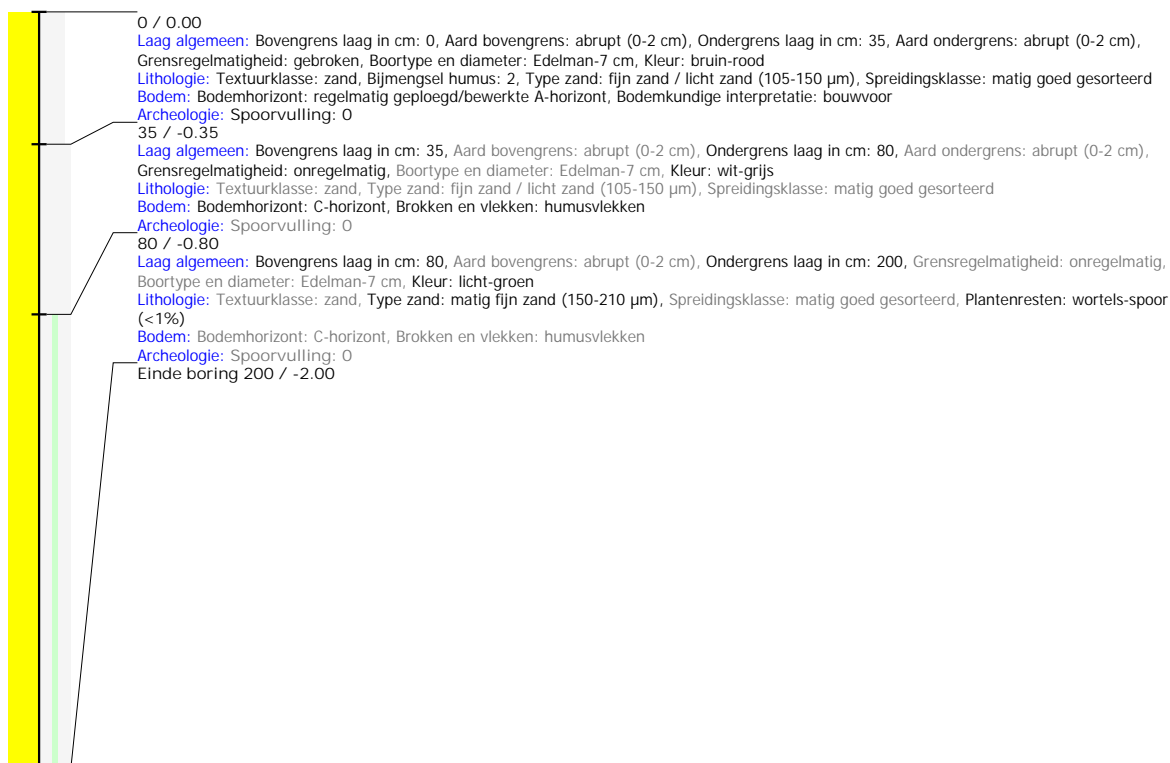 0 / 0.00
Laag algemeen: Bovengrens laag in cm: 0, Aard bovengrens: abrupt (0-2 cm), Ondergrens laag in cm: 35, Aard ondergrens: abrupt (0-2 cm),
Grensregelmatigheid: gebroken, Boortype en diameter: Edelman-7 cm, Kleur: bruin-rood
Lithologie: Textuurklasse: zand, Bijmengsel humus: 2, Type zand: fijn zand / licht zand (105-150 µm), Spreidingsklasse: matig goed gesorteerd
Bodem: Bodemhorizont: regelmatig geploegd/bewerkte A-horizont, Bodemkundige interpretatie: bouwvoor
Archeologie: Spoorvulling: 0
35 / -0.35
Laag algemeen: Bovengrens laag in cm: 35, Aard bovengrens: abrupt (0-2 cm), Ondergrens laag in cm: 80, Aard ondergrens: abrupt (0-2 cm),
Grensregelmatigheid: onregelmatig, Boortype en diameter: Edelman-7 cm, Kleur: wit-grijs
Lithologie: Textuurklasse: zand, Type zand: fijn zand / licht zand (105-150 µm), Spreidingsklasse: matig goed gesorteerd
Bodem: Bodemhorizont: C-horizont, Brokken en vlekken: humusvlekken
Archeologie: Spoorvulling: 0
80 / -0.80
Laag algemeen: Bovengrens laag in cm: 80, Aard bovengrens: abrupt (0-2 cm), Ondergrens laag in cm: 200, Grensregelmatigheid: onregelmatig,
Boortype en diameter: Edelman-7 cm, Kleur: licht-groen
Lithologie: Textuurklasse: zand, Type zand: matig fijn zand (150-210 µm), Spreidingsklasse: matig goed gesorteerd, Plantenresten: wortels-spoor
(<1%)
Bodem: Bodemhorizont: C-horizont, Brokken en vlekken: humusvlekken
Archeologie: Spoorvulling: 0
Einde boring 200 / -2.00